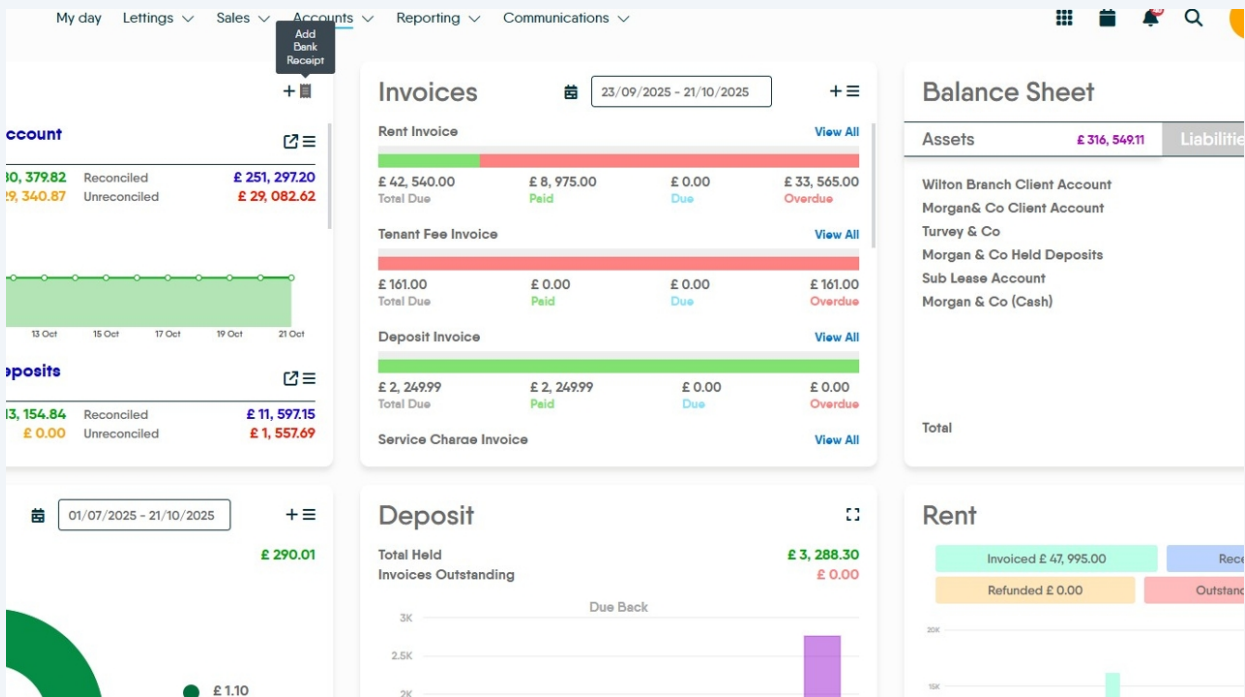 My day Lettings Sales Accounts Reporting Communications
Add
Bank
Receipt
ccount
30, 379.82 Reconciled £ 251, 297.20
29, 340.87 Unreconciled £ 29, 082.62
13 Oct 15 Oct 17 Oct 19 Oct 21 Oct
eposits
13, 154.84 Reconciled £ 11, 597.15
£ 0.00 Unreconciled £ 1, 557.69
Invoices 23/09/2025 - 21/10/2025
Rent Invoice View All
£ 42, 540.00 £ 8, 975.00 £ 0.00 £ 33, 565.00
Total Due Paid Due Overdue
Tenant Fee Invoice View All
£ 161.00 £ 0.00 £ 0.00 £ 161.00
Total Due Paid Due Overdue
Deposit Invoice View All
£ 2, 249.99 £ 2, 249.99 £ 0.00 £ 0.00
Total Due Paid Due Overdue
Service Charge Invoice View All
Balance Sheet
Assets £ 316, 549.11 Liabilitie
Wilton Branch Client Account
Morgan& Co Client Account
Turvey & Co
Morgan & Co Held Deposits
Sub Lease Account
Morgan & Co (Cash)
Total
01/07/2025 - 21/10/2025
£ 290.01
£ 1.10
Deposit
Total Held £ 3, 288.30
Invoices Outstanding £ 0.00
Due Back
3K
2.5K
2K
Rent
Invoiced £ 47, 995.00 Rece
Refunded £ 0.00 Outstand
20K
15K